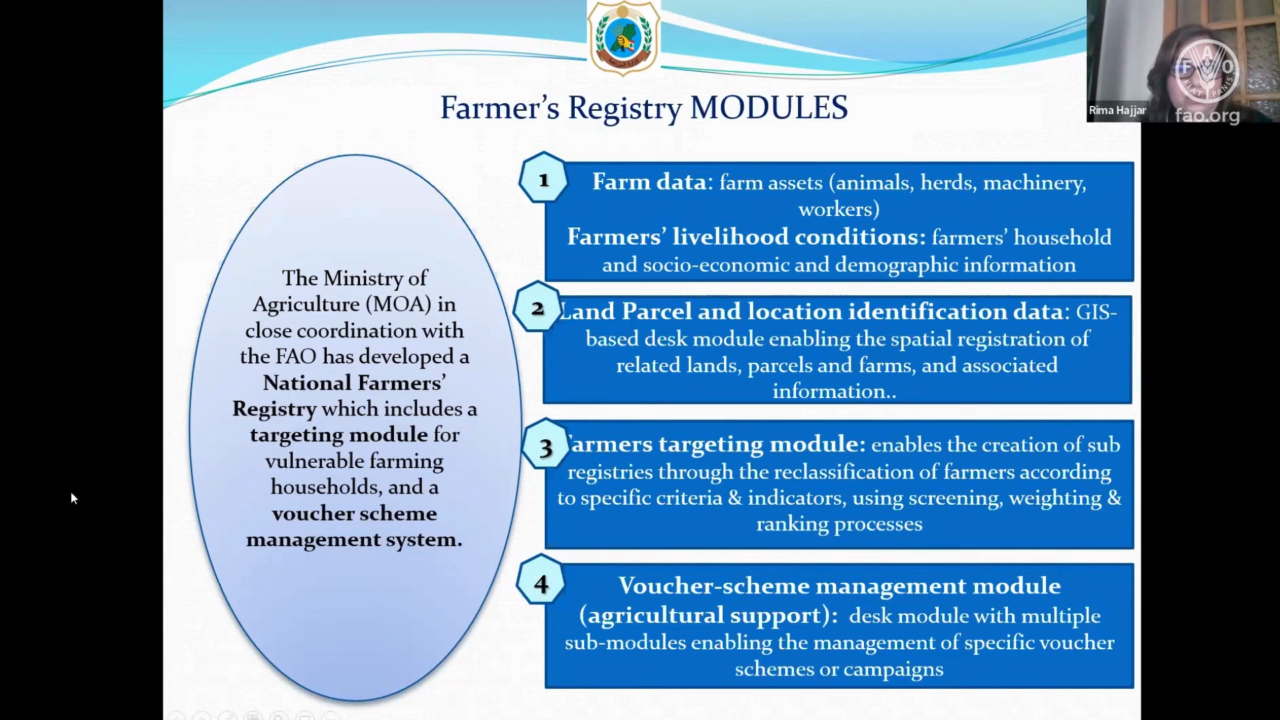 Farmer's Registry MODULES
Rima Hajjar
F A O
fao.org
The Ministry of
Agriculture (MOA) in
close coordination with
the FAO has developed a
National Farmers'
Registry which includes a
targeting module for
vulnerable farming
households, and a
voucher scheme
management system.
1
Farm data: farm assets (animals, herds, machinery,
workers)
Farmers' livelihood conditions: farmers' household
and socio-economic and demographic information
2
Land Parcel and location identification data: GIS-
based desk module enabling the spatial registration of
related lands, parcels and farms, and associated
information..
3
Farmers targeting module: enables the creation of sub
registries through the reclassification of farmers according
to specific criteria & indicators, using screening, weighting &
ranking processes
4
Voucher-scheme management module
(agricultural support): desk module with multiple
sub-modules enabling the management of specific voucher
schemes or campaigns